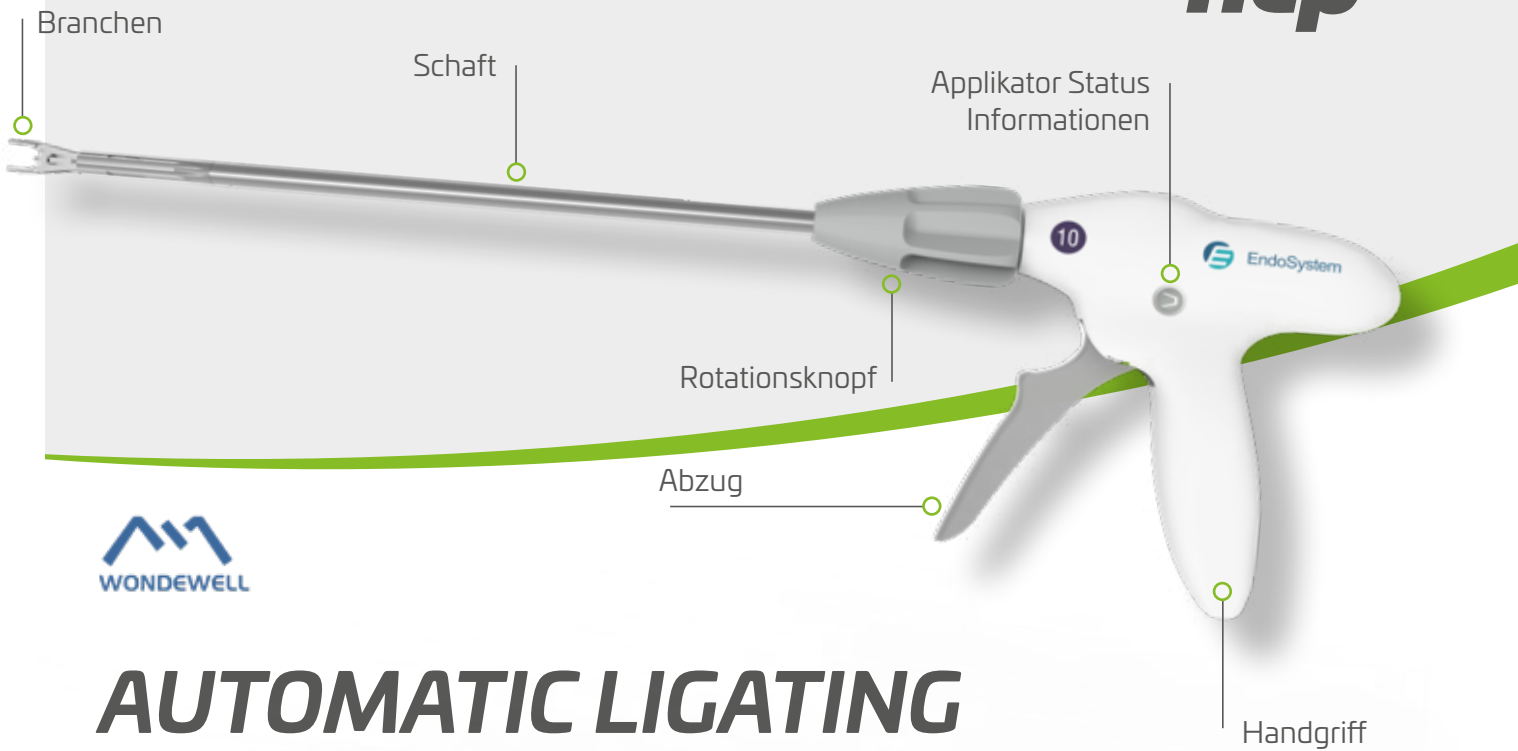 Branchen
Schaft
Applikator Status
Informationen
10
EndoSystem
Rotationsknopf
Abzug
WONDEWELL
AUTOMATIC LIGATING
Handgriff